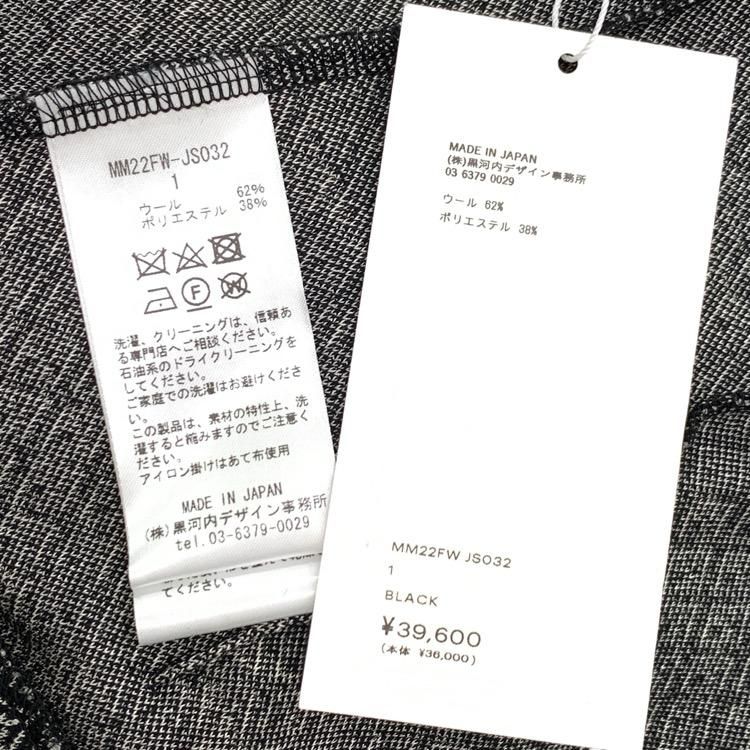 MM22FW-JS032
1
ウール 62%
ポリエステル 38%
F
W
洗濯、クリーニングは、信頼あ
る専門店へご相談ください。
石油系のドライクリーニングを
してください。
ご家庭での洗濯はお避けくださ
い。
この製品は、素材の特性上、洗
濯すると縮みますのでご注意く
ださい。
アイロン掛けはあて布使用
MADE IN JAPAN
(株)黒河内デザイン事務所
tel.03-6379-0029
てください。
MADE IN JAPAN
(株)黒河内デザイン事務所
03 6379 0029
ウール 62%
ポリエステル 38%
MM22FW JS032
1
BLACK
¥39,600
(本体 ¥36,000)